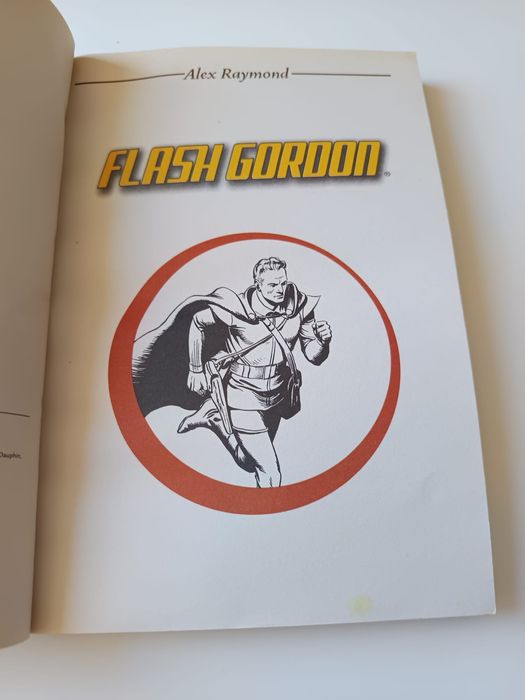 Alex Raymond
FLASH GORDON®
Dauphin,